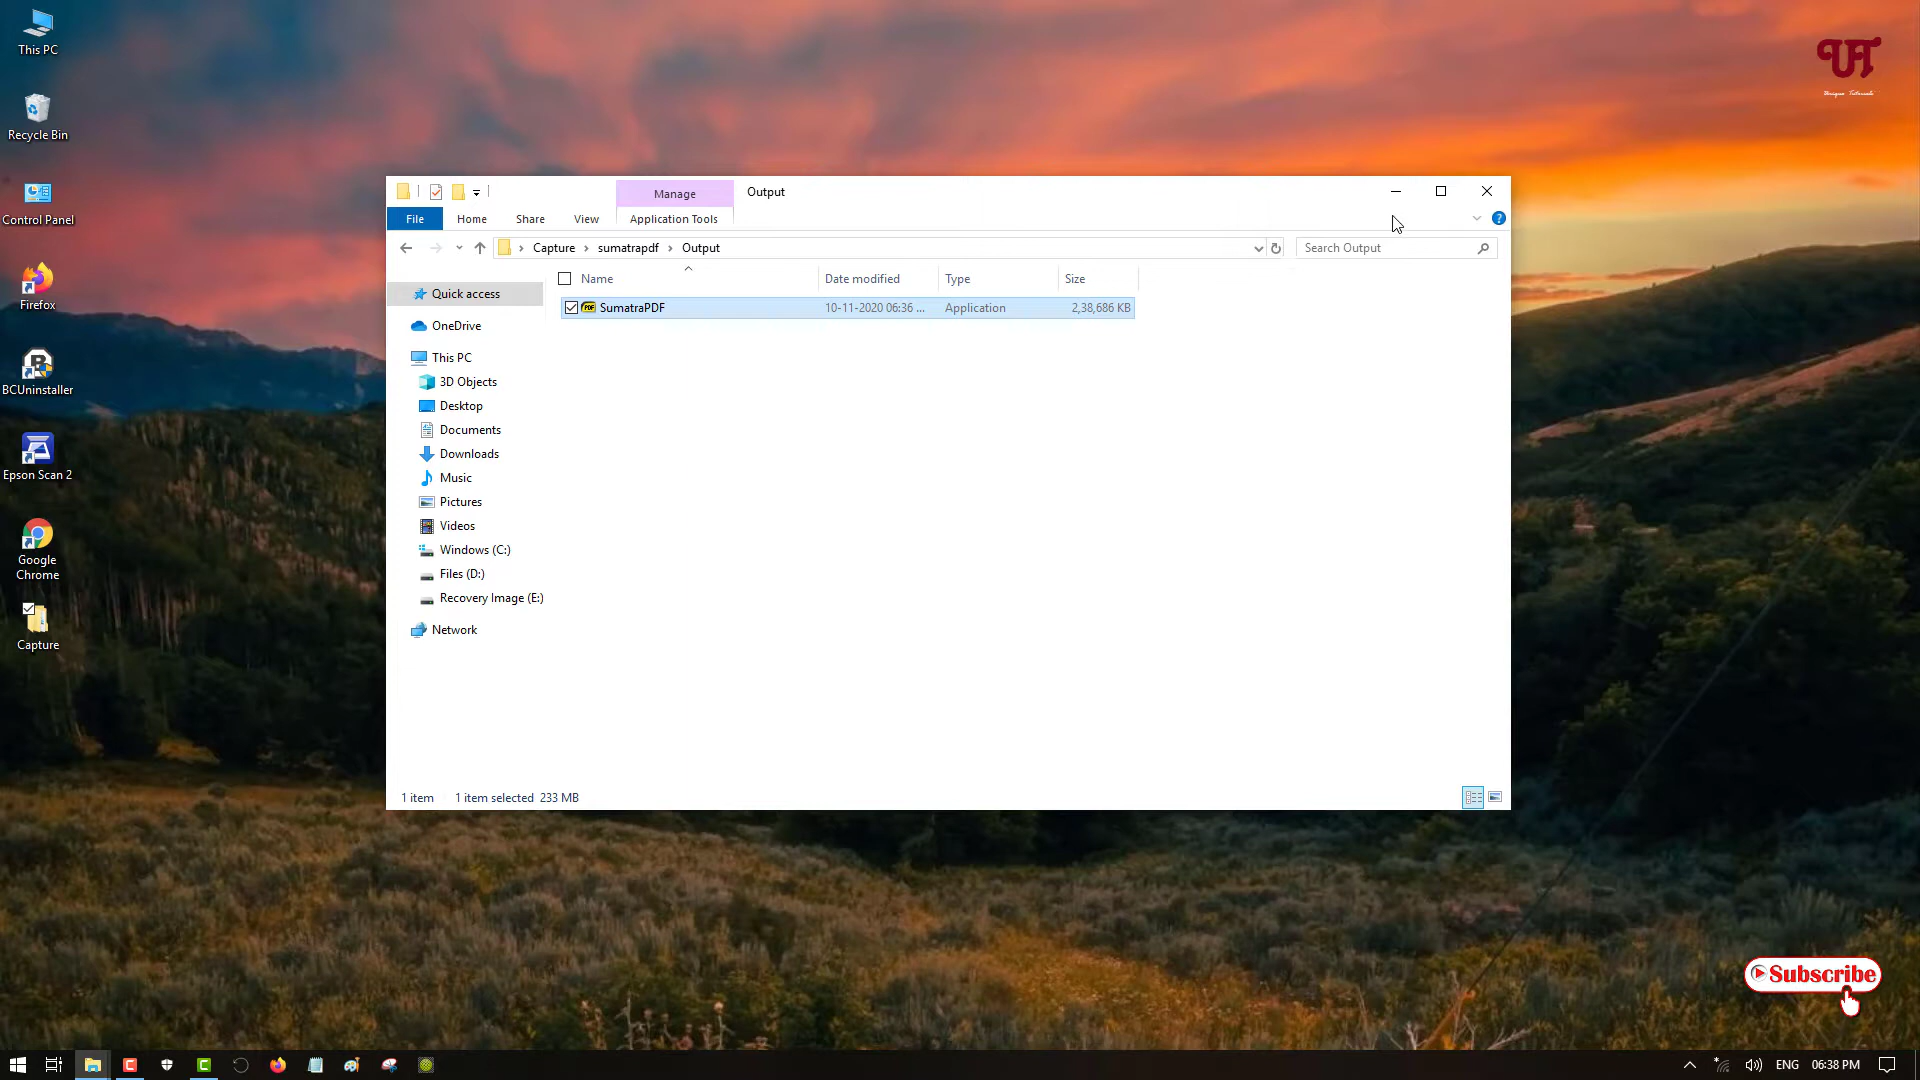 This PC
Recycle Bin
Control Panel
Firefox
BCUninstaller
Epson Scan 2
Google
Chrome
Capture
UT
Unique Tutorials
Manage
Output
File
Home
Share
View
Application Tools
Capture
sumatrapdf
Output
Search Output
Name
Date modified
Type
Size
SumatraPDF
10-11-2020 06:36 ...
Application
2,38,686 KB
Quick access
OneDrive
This PC
3D Objects
Desktop
Documents
Downloads
Music
Pictures
Videos
Windows (C:)
Files (D:)
Recovery Image (E:)
Network
1 item
1 item selected 233 MB
Subscribe
ENG
06:38 PM